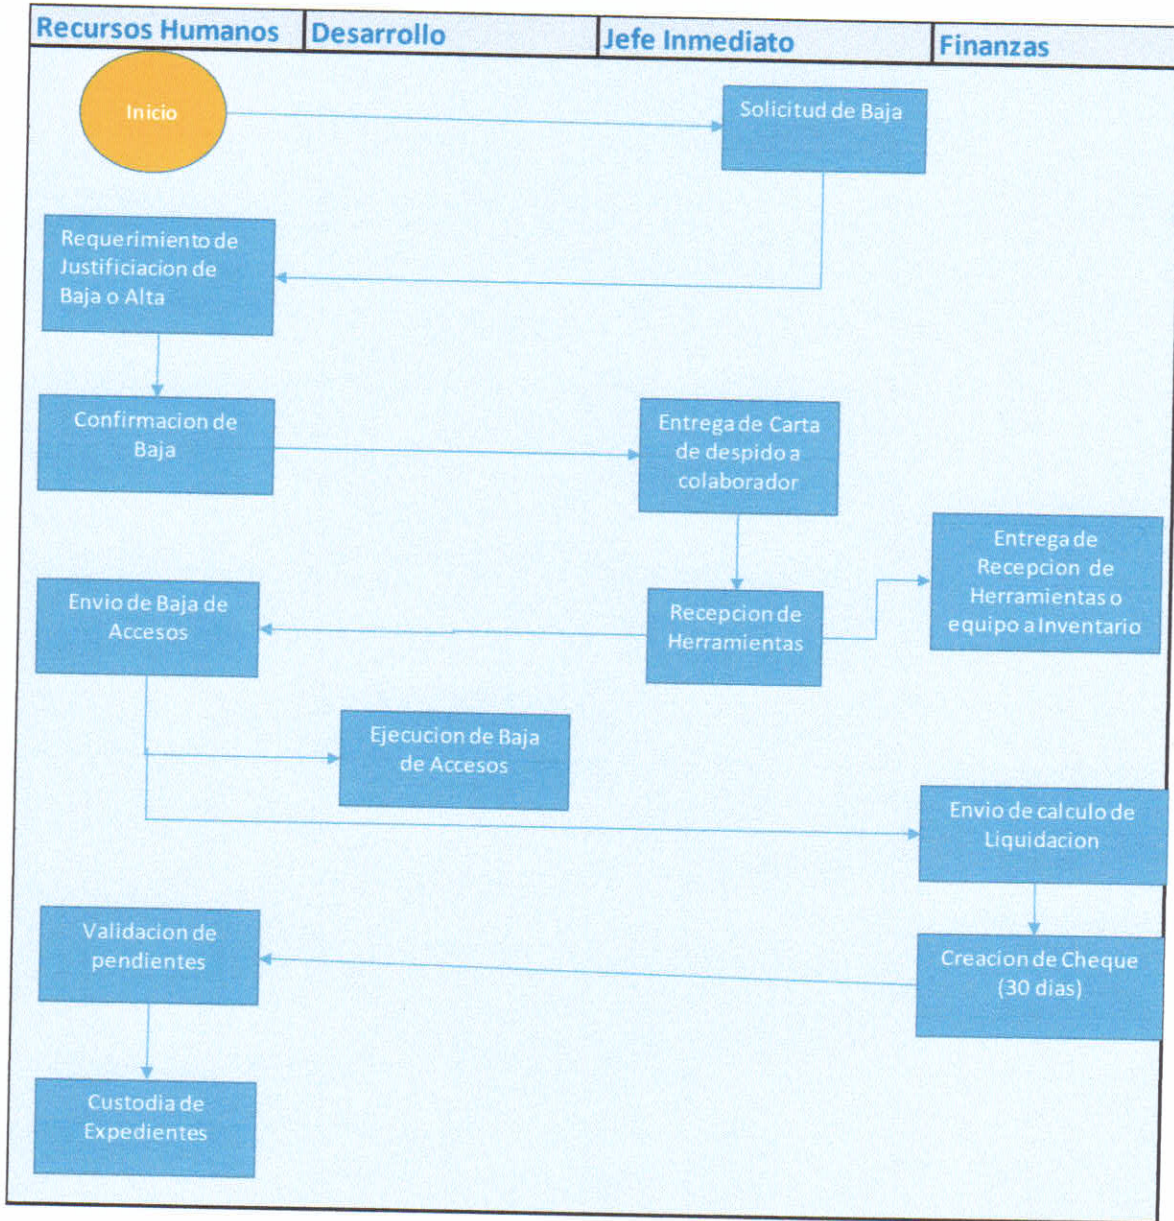 Recursos Humanos
Desarrollo
Jefe Inmediato
Finanzas
Inicio
Solicitud de Baja
Requerimiento de
Justificiacion de
Baja o Alta
Confirmacion de
Baja
Entrega de Carta
de despido a
colaborador
Entrega de
Recepcion de
Herramientas o
equipo a Inventario
Envio de Baja de
Accesos
Recepcion de
Herramientas
Ejecucion de Baja
de Accesos
Envio de calculo de
Liquidacion
Validacion de
pendientes
Creacion de Cheque
(30 dias)
Custodia de
Expedientes